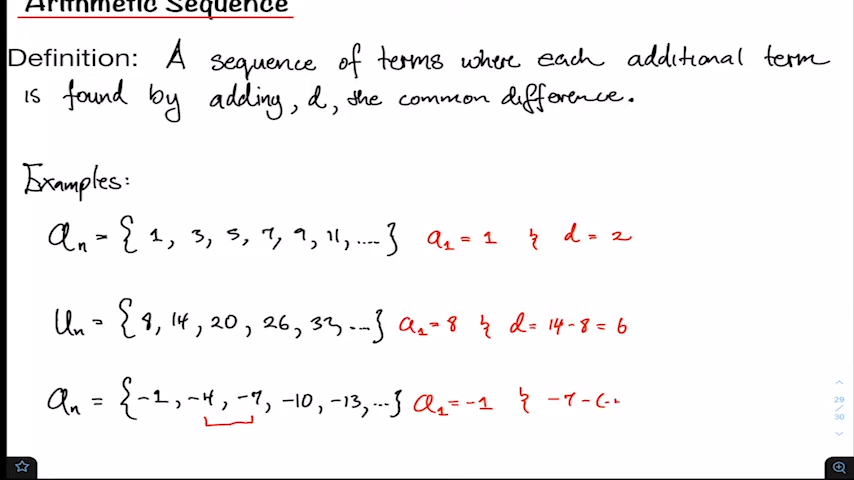 Arithmetic Sequence
Definition: A sequence of terms where each additional term
is found by adding, d, the common difference.
Examples:
aₙ = { 1, 3, 5, 7, 9, 11, .... } a₁ = 1 & d = 2
Uₙ = { 8, 14, 20, 26, 32, ... } a₁ = 8 & d = 14 - 8 = 6
aₙ = { -1, -4, -7, -10, -13, ... } a₁ = -1 & -7 - (-
29
/
30